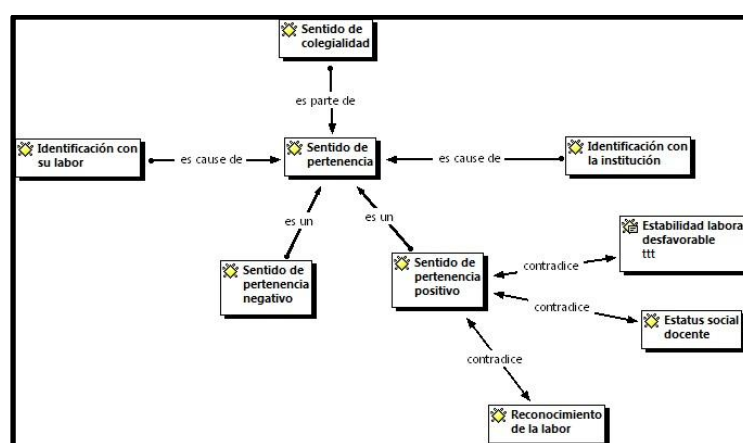 Sentido de
colegialidad
es parte de
Identificación con
su labor
es cause de
Sentido de
pertenencia
es cause de
Identificación con
la institución
es un
es un
Sentido de
pertenencia
negativo
Sentido de
pertenencia
positivo
contradice
Estabilidad labora
desfavorable
ttt
contradice
Estatus social
docente
contradice
Reconocimiento
de la labor